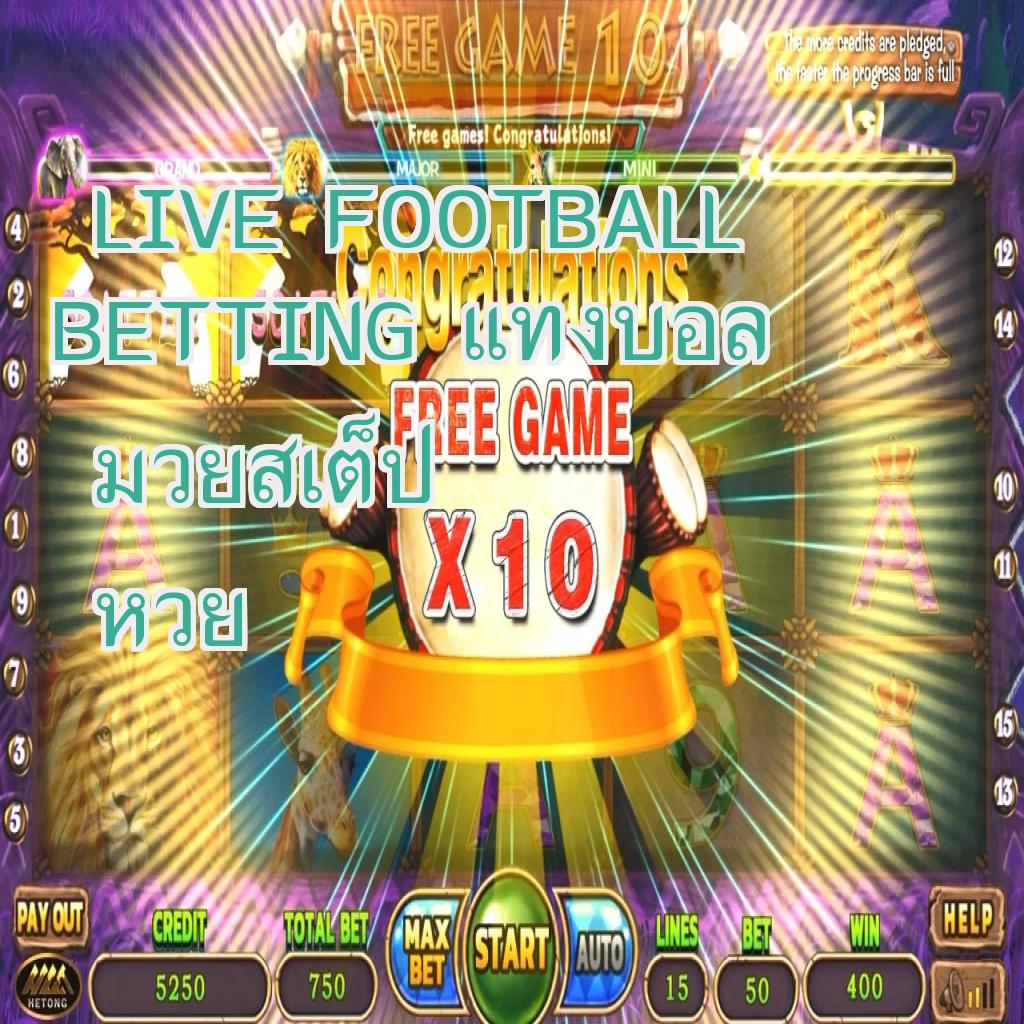 FREE GAME 10
The more credits are pledged,
the faster the progress bar is full
Free games! Congratulations!
GRAND MAJOR MINI
LIVE FOOTBALL
Congratulations
BETTING แทงบอล
FREE GAME
มวยสเต็ป
X10
หวย
4
2
6
8
1
9
7
3
5
12
14
10
11
15
13
K
A
A
A
A
9
PAY OUT
CREDIT
5250
TOTAL BET
750
MAX
BET
START
AUTO
LINES
15
BET
50
WIN
400
HELP
HETONG